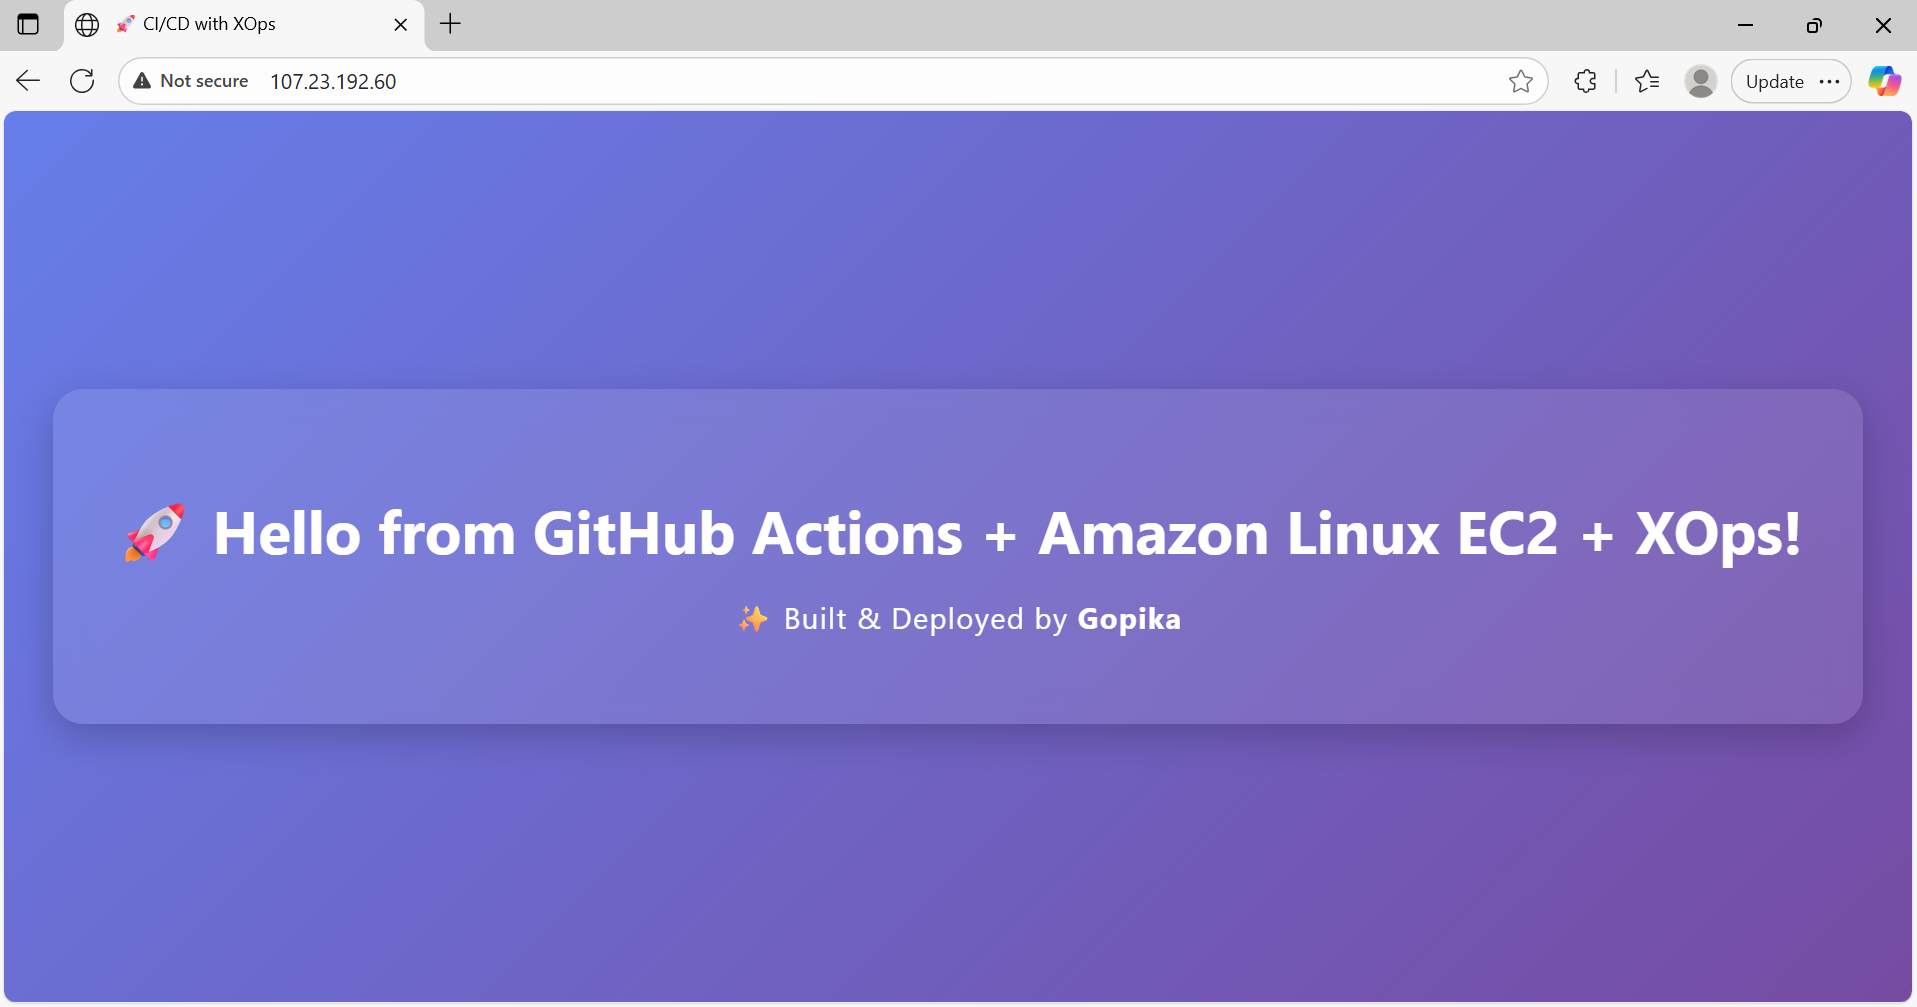 🚀 CI/CD with XOps
Not secure 107.23.192.60
Update
🚀 Hello from GitHub Actions + Amazon Linux EC2 + XOps!
✨ Built & Deployed by Gopika